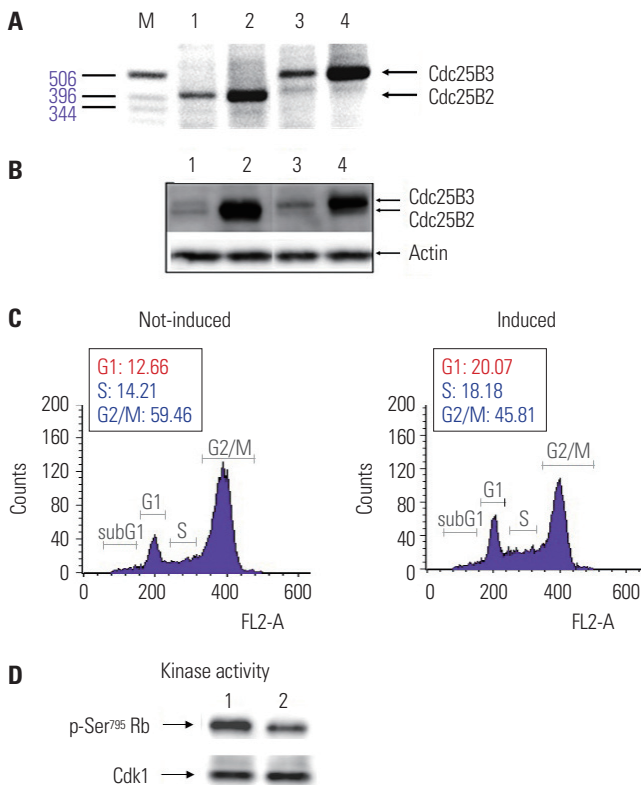 A
M 1 2 3 4
506
396
344
Cdc25B3
Cdc25B2
B
1 2 3 4
Cdc25B3
Cdc25B2
Actin
C
Not-induced
G1: 12.66
S: 14.21
G2/M: 59.46
200
160
120
80
40
0
Counts
subG1
G1
S
G2/M
0 200 400 600
FL2-A
Induced
G1: 20.07
S: 18.18
G2/M: 45.81
200
160
120
80
40
0
Counts
subG1
G1
S
G2/M
0 200 400 600
FL2-A
D
Kinase activity
1 2
p-Ser⁷⁹⁵ Rb
Cdk1